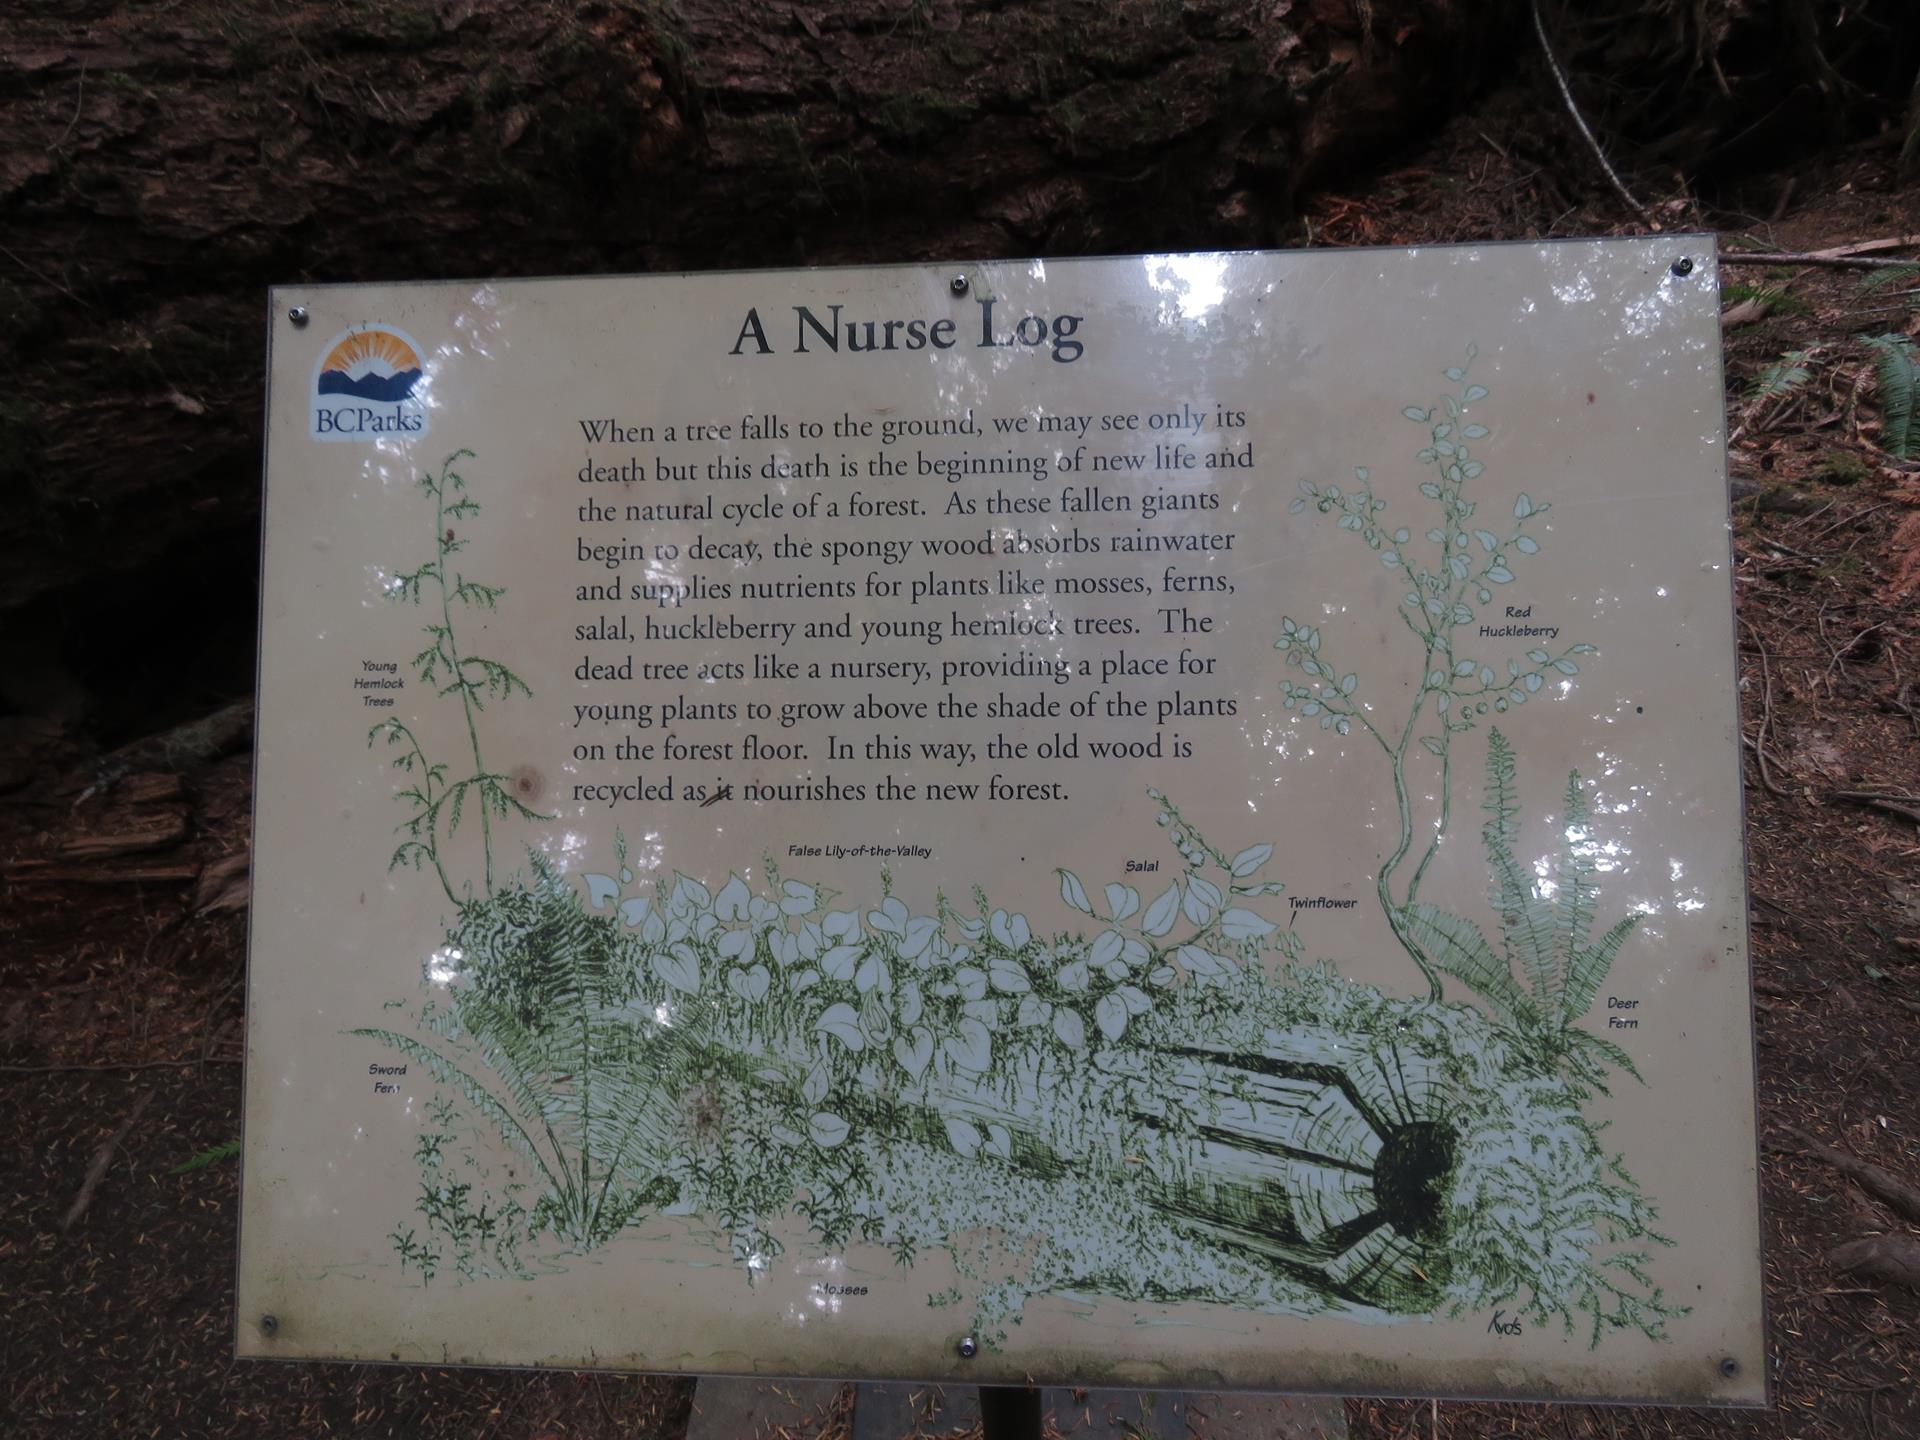 A Nurse Log
BCParks
When a tree falls to the ground, we may see only its
death but this death is the beginning of new life and
the natural cycle of a forest. As these fallen giants
begin to decay, the spongy wood absorbs rainwater
and supplies nutrients for plants like mosses, ferns,
salal, huckleberry and young hemlock trees. The
dead tree acts like a nursery, providing a place for
young plants to grow above the shade of the plants
on the forest floor. In this way, the old wood is
recycled as it nourishes the new forest.
Red
Huckleberry
Young
Hemlock
Trees
False Lily-of-the-Valley
Salal
Twinflower
Deer
Fern
Sword
Fern
Mosses